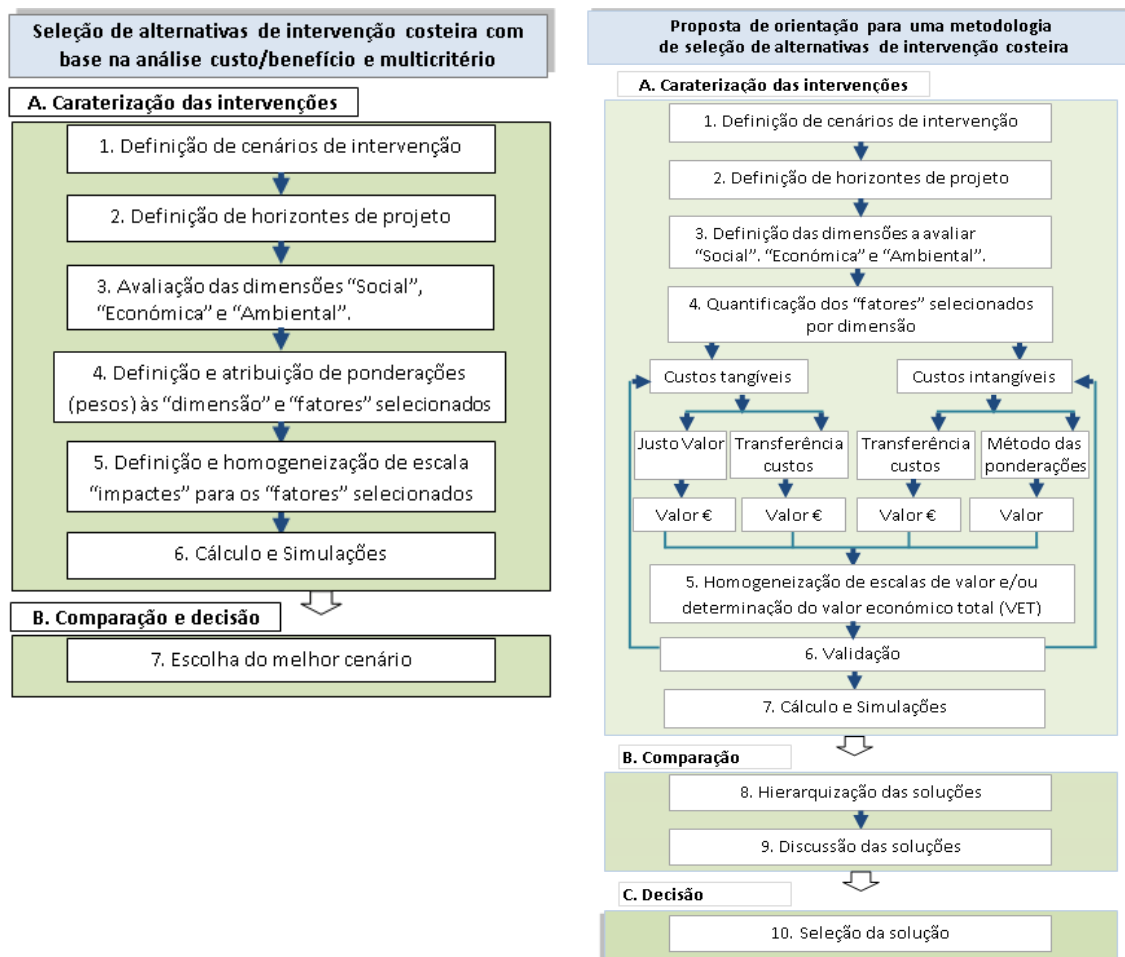 Seleção de alternativas de intervenção costeira com
base na análise custo/benefício e multicritério
A. Caraterização das intervenções
1. Definição de cenários de intervenção
2. Definição de horizontes de projeto
3. Avaliação das dimensões “Social”,
“Económica” e “Ambiental”.
4. Definição e atribuição de ponderações
(pesos) às “dimensão” e “fatores” selecionados
5. Definição e homogeneização de escala
“impactes” para os “fatores” selecionados
6. Cálculo e Simulações
B. Comparação e decisão
7. Escolha do melhor cenário
Proposta de orientação para uma metodologia
de seleção de alternativas de intervenção costeira
A. Caraterização das intervenções
1. Definição de cenários de intervenção
2. Definição de horizontes de projeto
3. Definição das dimensões a avaliar
“Social”. “Económica” e “Ambiental”.
4. Quantificação dos “fatores” selecionados
por dimensão
Custos tangíveis
Custos intangíveis
Justo Valor
Transferência
custos
Transferência
custos
Método das
ponderações
Valor €
Valor €
Valor €
Valor
5. Homogeneização de escalas de valor e/ou
determinação do valor económico total (VET)
6. Validação
7. Cálculo e Simulações
B. Comparação
8. Hierarquização das soluções
9. Discussão das soluções
C. Decisão
10. Seleção da solução